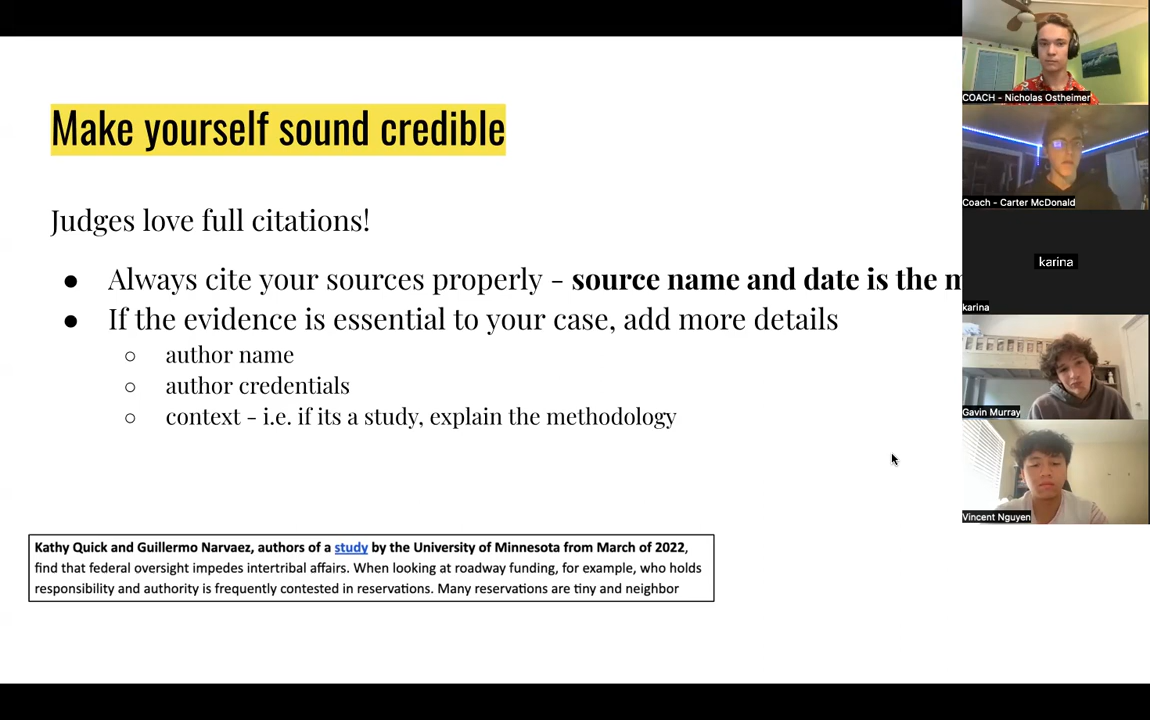 Make yourself sound credible
Judges love full citations!
● Always cite your sources properly - source name and date is the
● If the evidence is essential to your case, add more details
○ author name
○ author credentials
○ context - i.e. if its a study, explain the methodology
Kathy Quick and Guillermo Narvaez, authors of a study by the University of Minnesota from March of 2022,
find that federal oversight impedes intertribal affairs. When looking at roadway funding, for example, who holds
responsibility and authority is frequently contested in reservations. Many reservations are tiny and neighbor
COACH - Nicholas Ostheimer
Coach - Carter McDonald
karina
karina
Gavin Murray
Vincent Nguyen